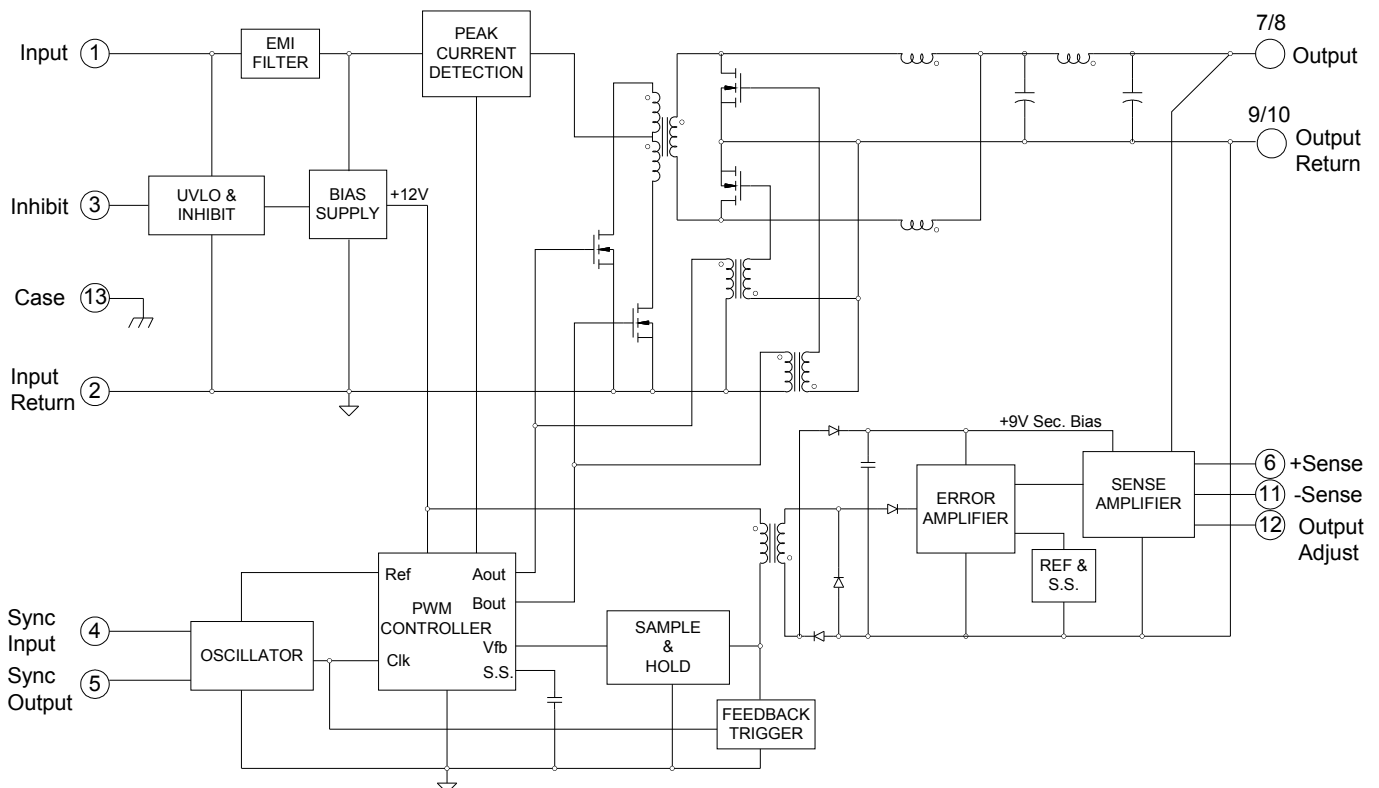 7/8
Output
9/10
Output
Return
Input
1
EMI
FILTER
PEAK
CURRENT
DETECTION
Inhibit
3
UVLO &
INHIBIT
BIAS
SUPPLY
+12V
Case
13
Input
Return
2
+9V Sec. Bias
ERROR
AMPLIFIER
SENSE
AMPLIFIER
6
+Sense
11
-Sense
12
Output
Adjust
REF &
S.S.
Sync
Input
4
Sync
Output
5
OSCILLATOR
Ref
Aout
PWM
CONTROLLER
Bout
Vfb
Clk
S.S.
SAMPLE
&
HOLD
FEEDBACK
TRIGGER